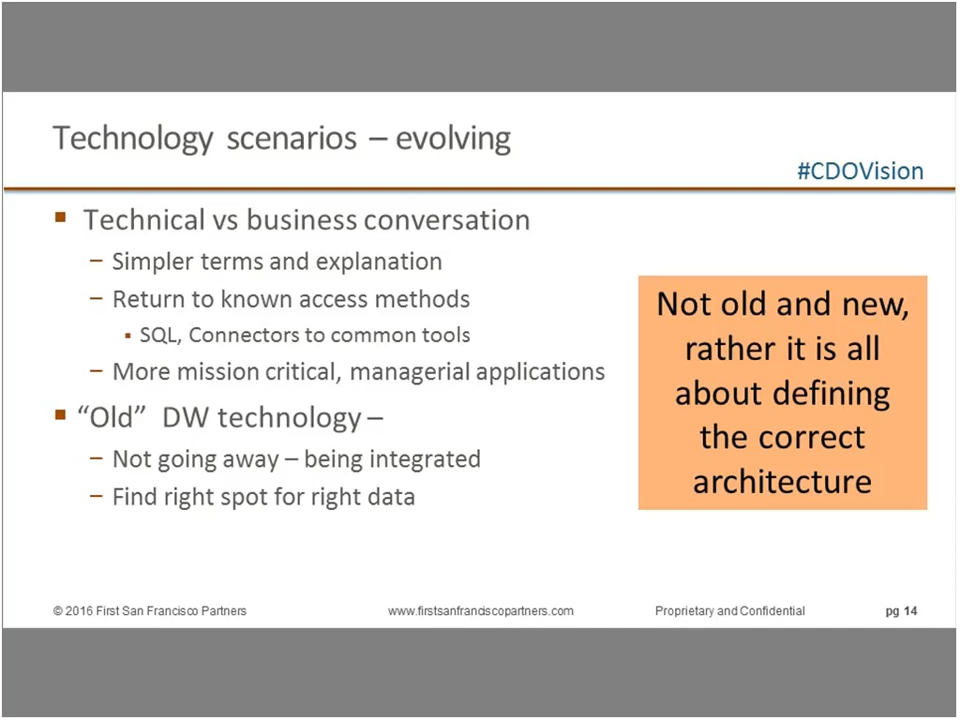 Technology scenarios – evolving
#CDOVision
▪ Technical vs business conversation
– Simpler terms and explanation
– Return to known access methods
▪ SQL, Connectors to common tools
– More mission critical, managerial applications
▪ “Old” DW technology –
– Not going away – being integrated
– Find right spot for right data
Not old and new,
rather it is all
about defining
the correct
architecture
© 2016 First San Francisco Partners
www.firstsanfranciscopartners.com
Proprietary and Confidential
pg 14